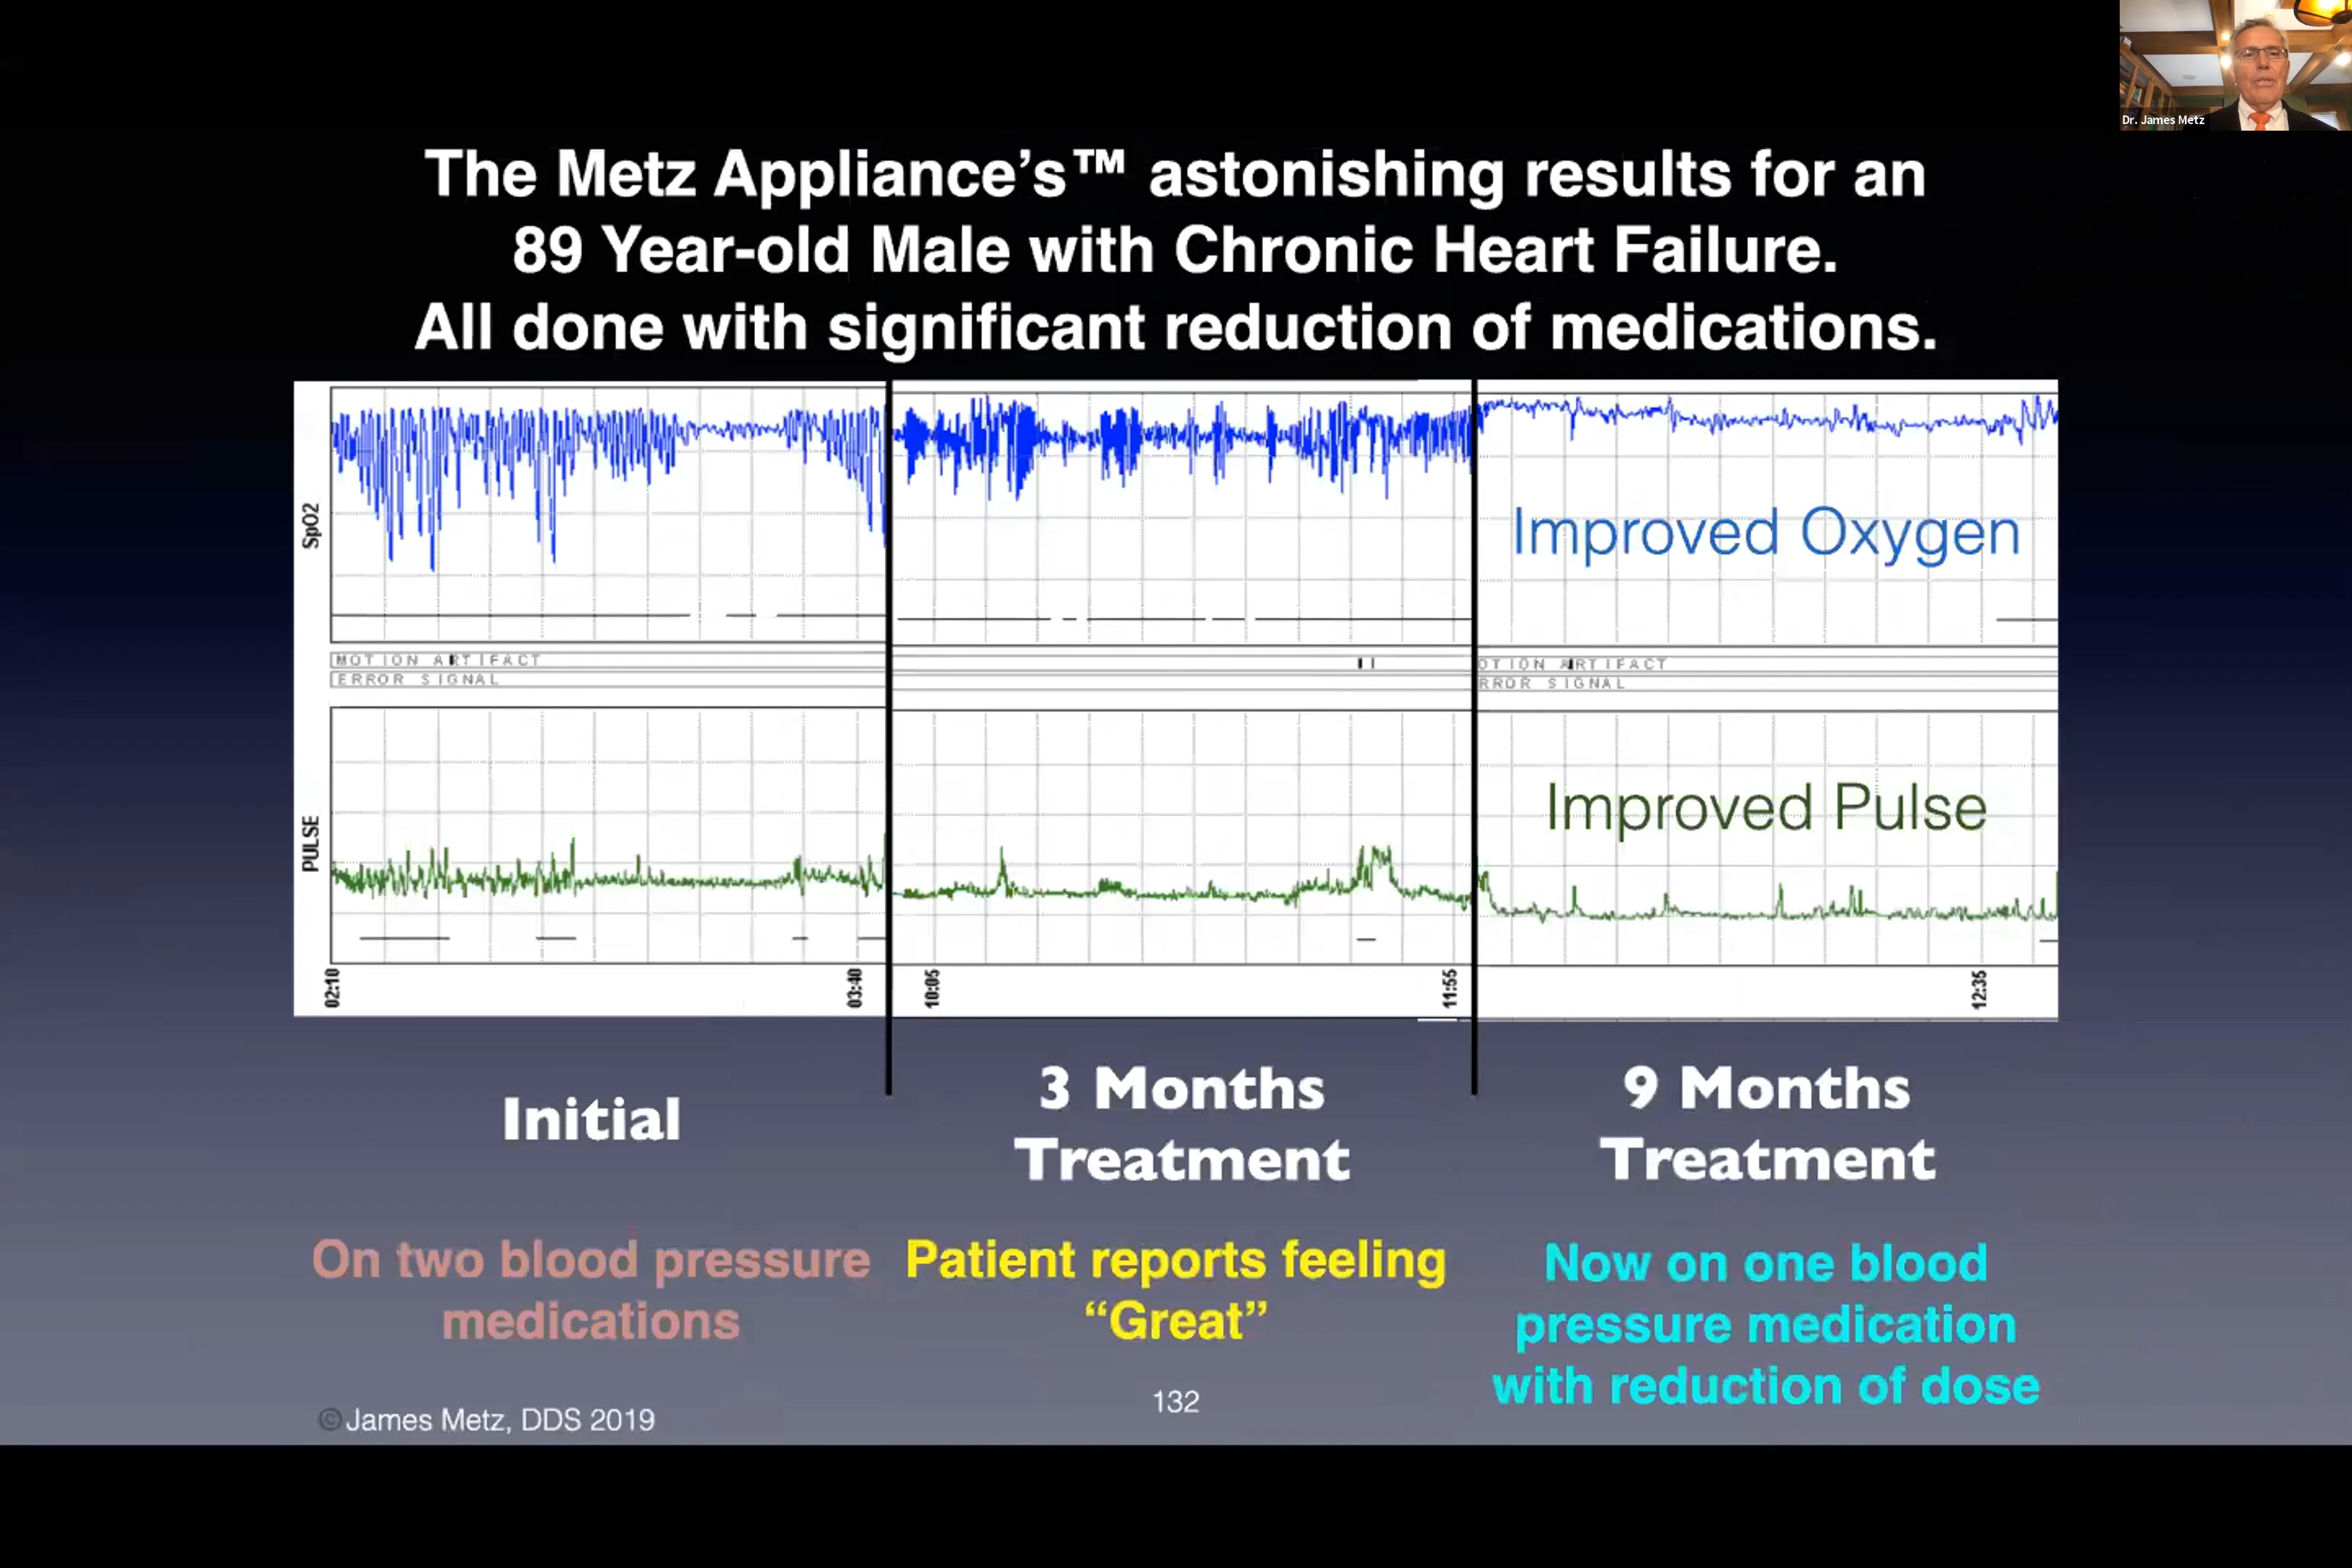 Dr. James Metz
The Metz Appliance’s™ astonishing results for an
89 Year-old Male with Chronic Heart Failure.
All done with significant reduction of medications.
SpO2
Improved Oxygen
MOTION ARTIFACT
ERROR SIGNAL
OTION ARTIFACT
RROR SIGNAL
PULSE
Improved Pulse
02:10
03:40
10:05
11:55
12:35
Initial
3 Months
Treatment
9 Months
Treatment
On two blood pressure
medications
Patient reports feeling
“Great”
Now on one blood
pressure medication
with reduction of dose
©James Metz, DDS 2019
132